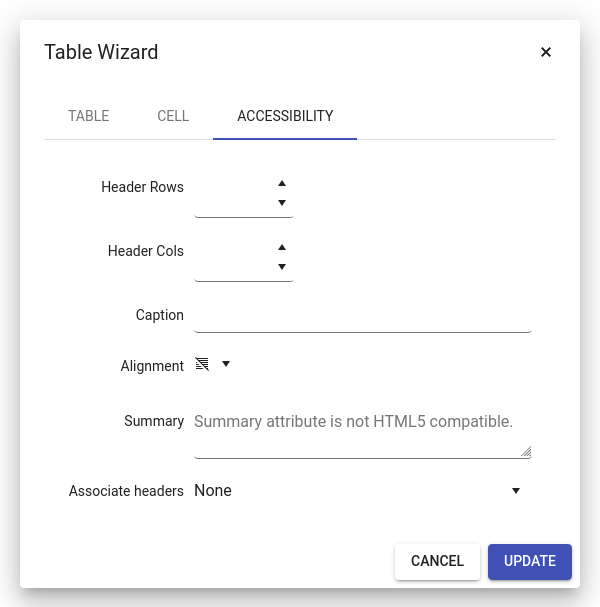 Table Wizard
TABLE CELL ACCESSIBILITY
Header Rows
Header Cols
Caption
Alignment
Summary Summary attribute is not HTML5 compatible.
Associate headers None
CANCEL UPDATE